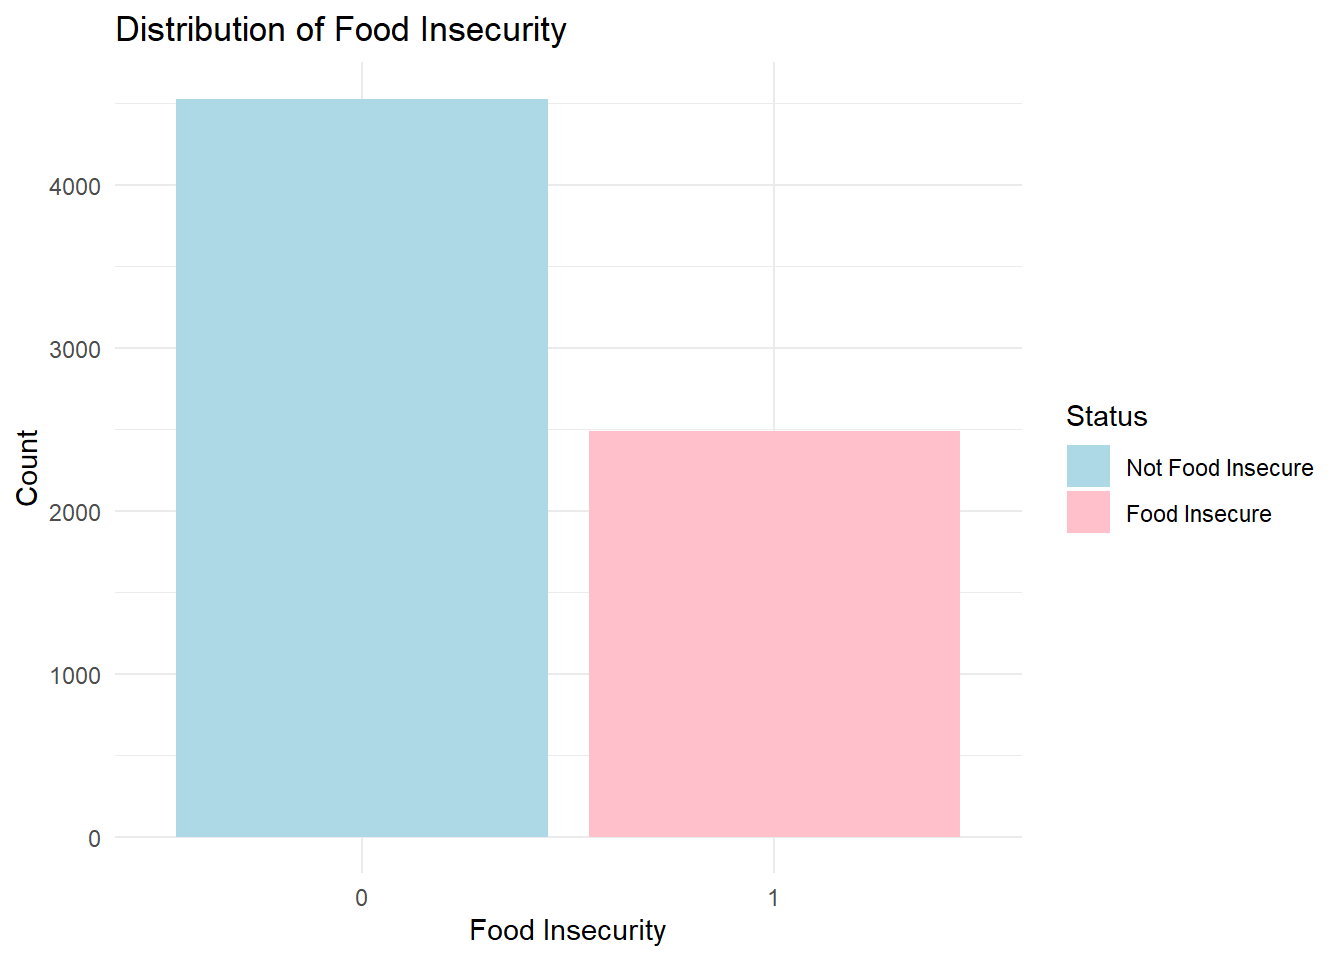 Distribution of Food Insecurity
4000
3000
2000
1000
0
Count
0
1
Food Insecurity
Status
Not Food Insecure
Food Insecure